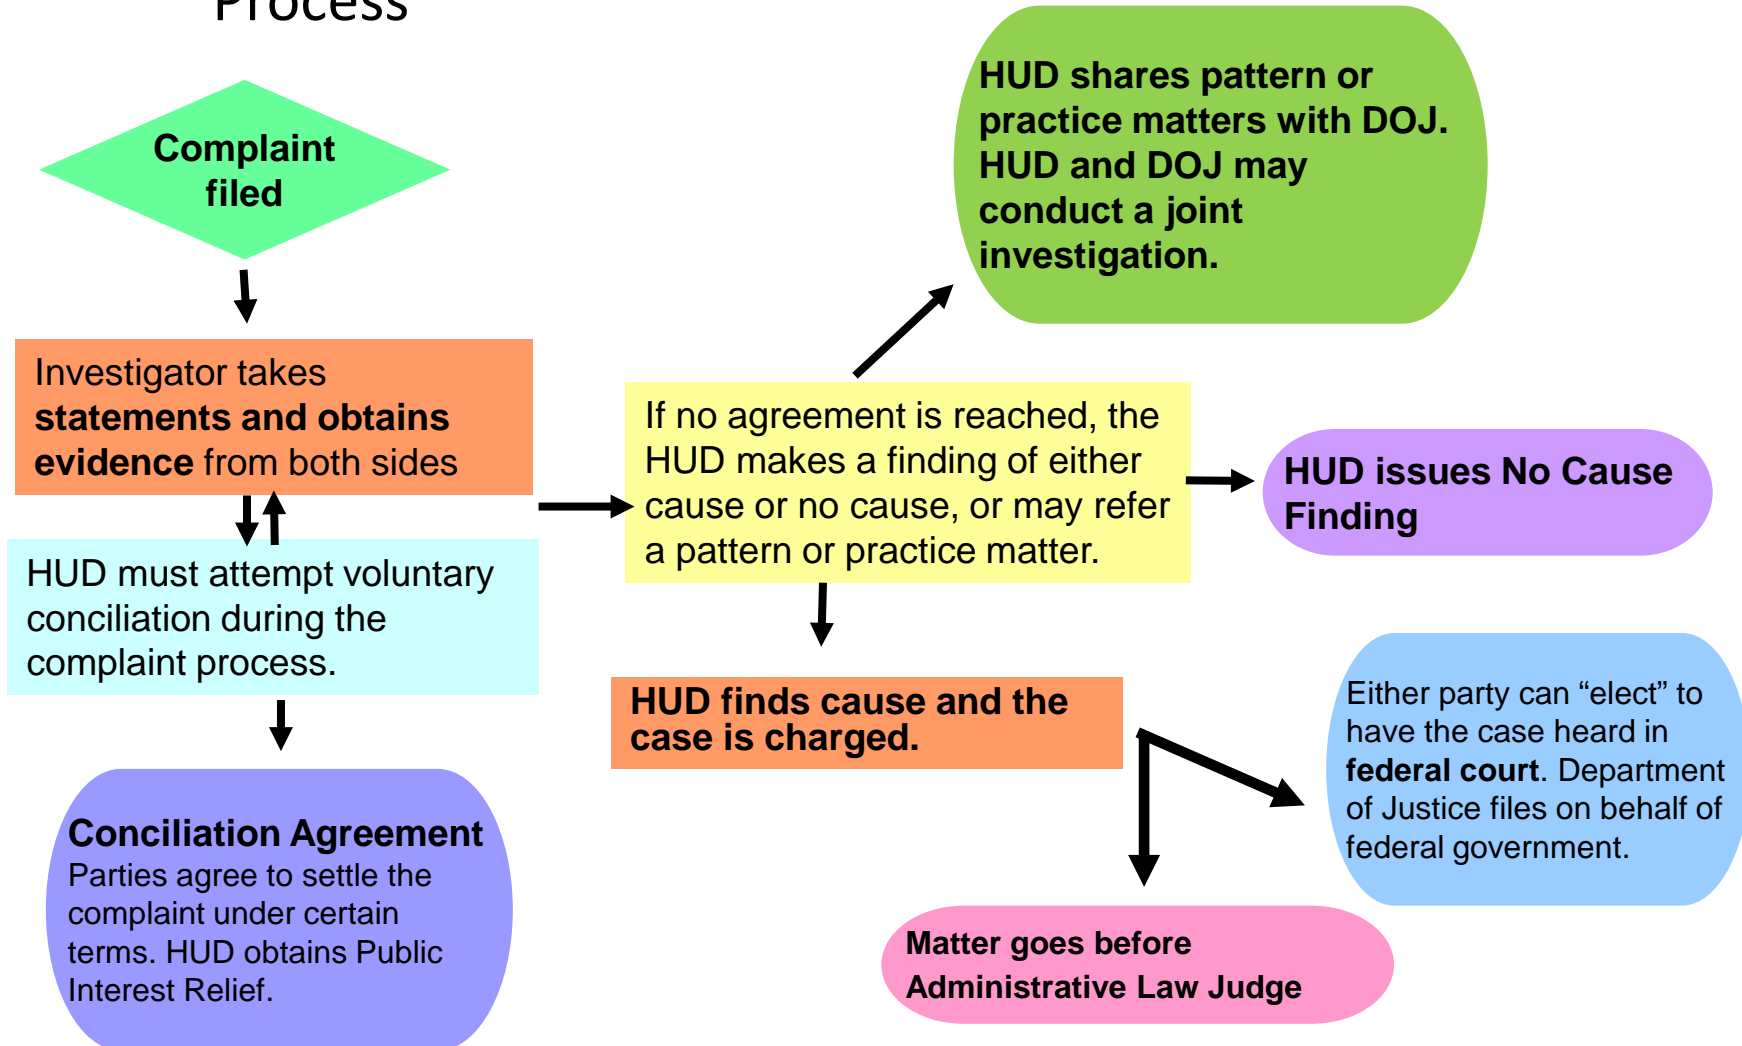 Process
Complaint
filed
Investigator takes
statements and obtains
evidence from both sides
HUD must attempt voluntary
conciliation during the
complaint process.
Conciliation Agreement
Parties agree to settle the
complaint under certain
terms. HUD obtains Public
Interest Relief.
If no agreement is reached, the
HUD makes a finding of either
cause or no cause, or may refer
a pattern or practice matter.
HUD shares pattern or
practice matters with DOJ.
HUD and DOJ may
conduct a joint
investigation.
HUD issues No Cause
Finding
HUD finds cause and the
case is charged.
Either party can “elect” to
have the case heard in
federal court. Department
of Justice files on behalf of
federal government.
Matter goes before
Administrative Law Judge